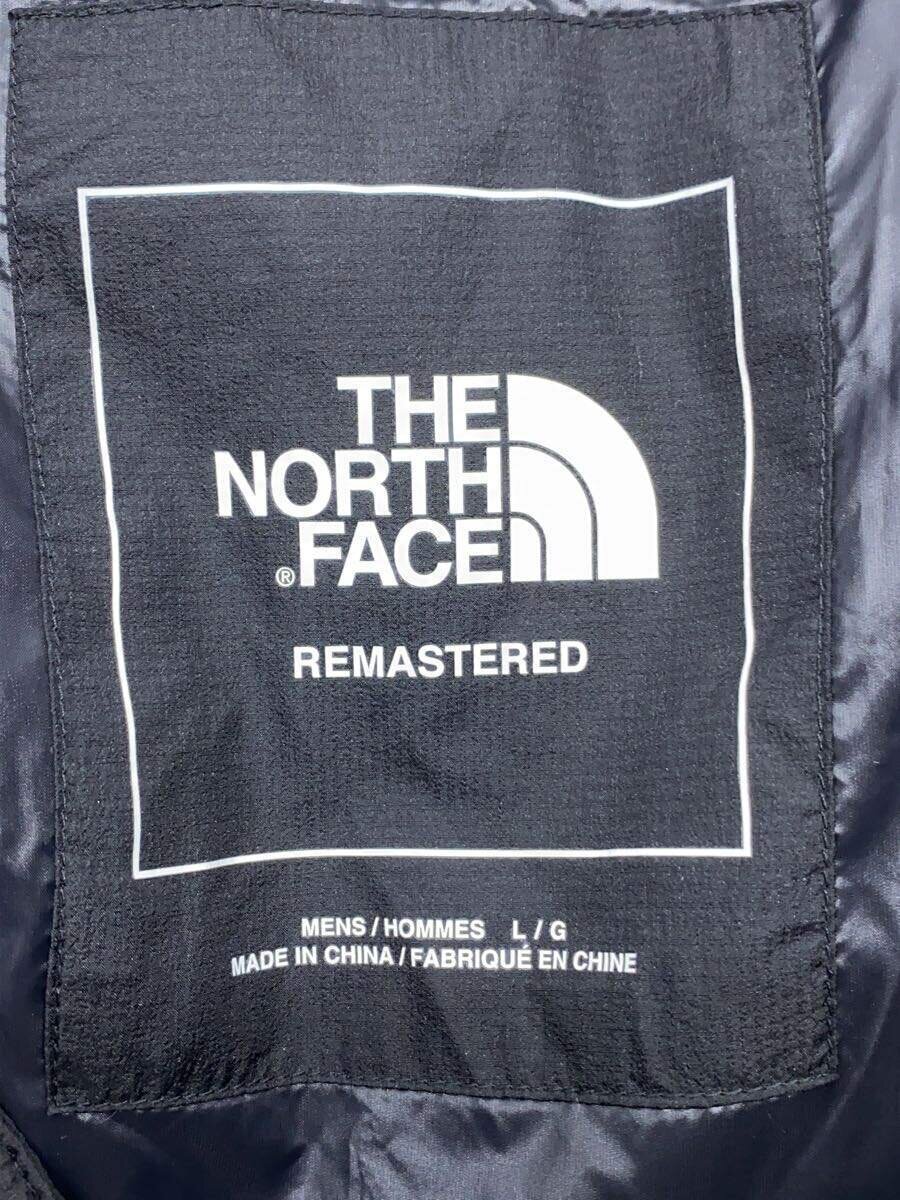 THE
NORTH
® FACE
REMASTERED
MENS / HOMMES L / G
MADE IN CHINA / FABRIQUÉ EN CHINE